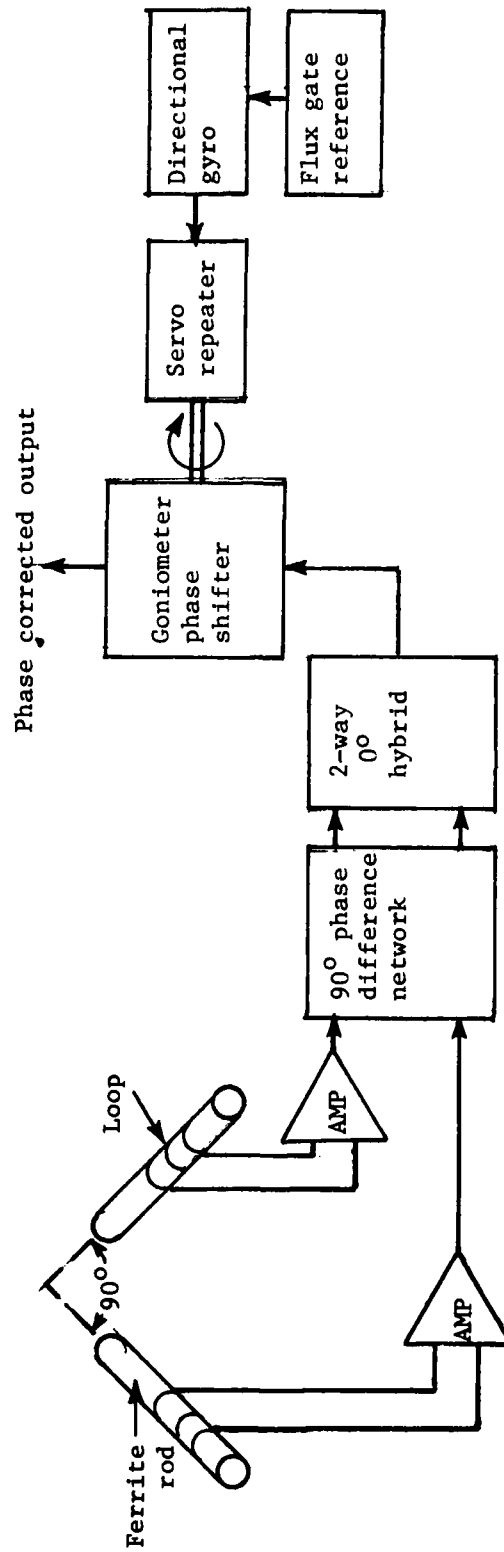 Ferrite
rod
90°
Loop
AMP
AMP
90° phase
difference
network
2-way
0°
hybrid
Phase corrected output
Goniometer
phase
shifter
Servo
repeater
Directional
gyro
Flux gate
reference